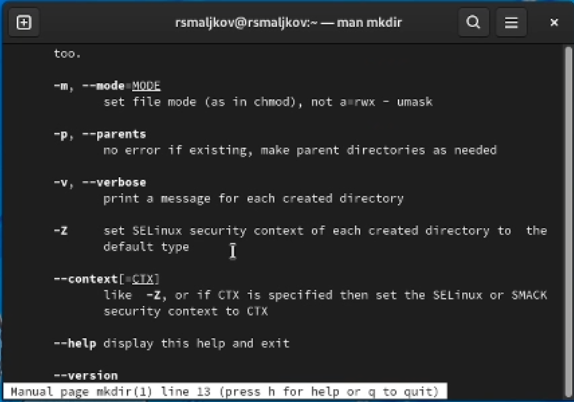 rsmaljkov@rsmaljkov:~ — man mkdir
too.
-m, --mode=MODE
set file mode (as in chmod), not a=rwx - umask
-p, --parents
no error if existing, make parent directories as needed
-v, --verbose
print a message for each created directory
-Z set SELinux security context of each created directory to the
default type
--context[=CTX]
like -Z, or if CTX is specified then set the SELinux or SMACK
security context to CTX
--help display this help and exit
--version
Manual page mkdir(1) line 13 (press h for help or q to quit)